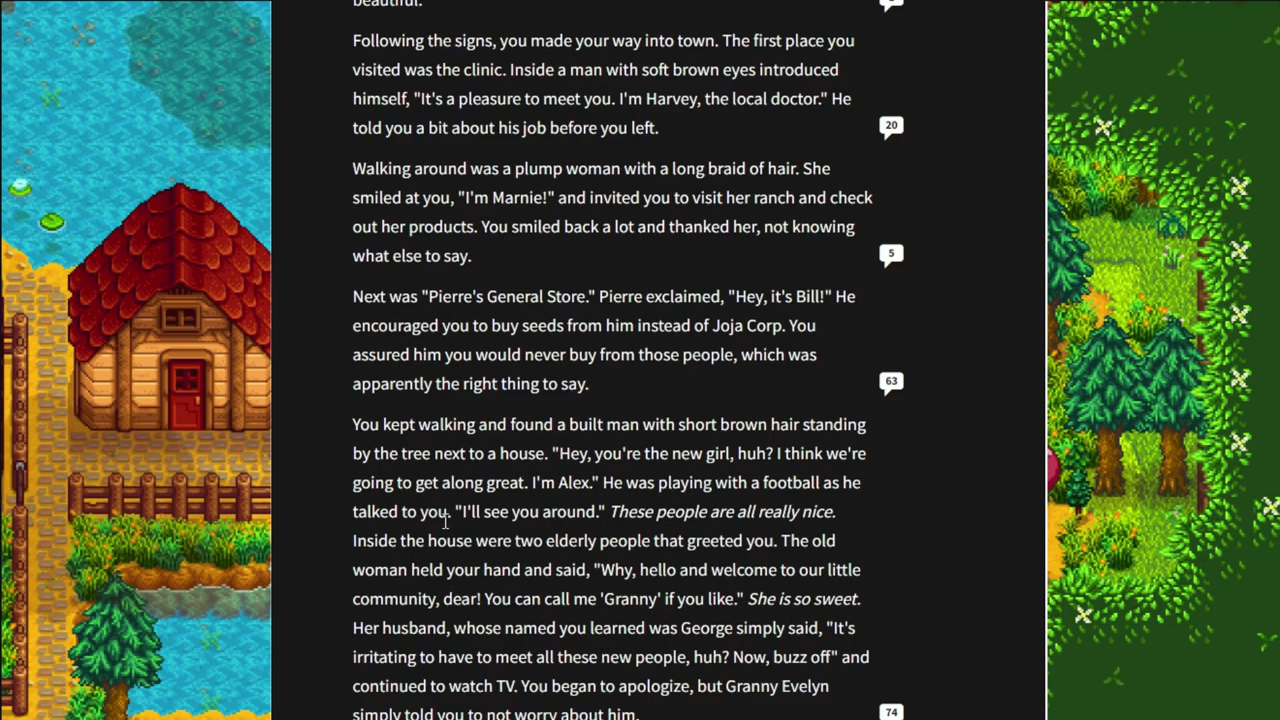 beautiful.
Following the signs, you made your way into town. The first place you
visited was the clinic. Inside a man with soft brown eyes introduced
himself, "It's a pleasure to meet you. I'm Harvey, the local doctor." He
told you a bit about his job before you left.
20
Walking around was a plump woman with a long braid of hair. She
smiled at you, "I'm Marnie!" and invited you to visit her ranch and check
out her products. You smiled back a lot and thanked her, not knowing
what else to say.
5
Next was "Pierre's General Store." Pierre exclaimed, "Hey, it's Bill!" He
encouraged you to buy seeds from him instead of Joja Corp. You
assured him you would never buy from those people, which was
apparently the right thing to say.
63
You kept walking and found a built man with short brown hair standing
by the tree next to a house. "Hey, you're the new girl, huh? I think we're
going to get along great. I'm Alex." He was playing with a football as he
talked to you. "I'll see you around." These people are all really nice.
Inside the house were two elderly people that greeted you. The old
woman held your hand and said, "Why, hello and welcome to our little
community, dear! You can call me 'Granny' if you like." She is so sweet.
Her husband, whose named you learned was George simply said, "It's
irritating to have to meet all these new people, huh? Now, buzz off" and
continued to watch TV. You began to apologize, but Granny Evelyn
simply told you to not worry about him.
74